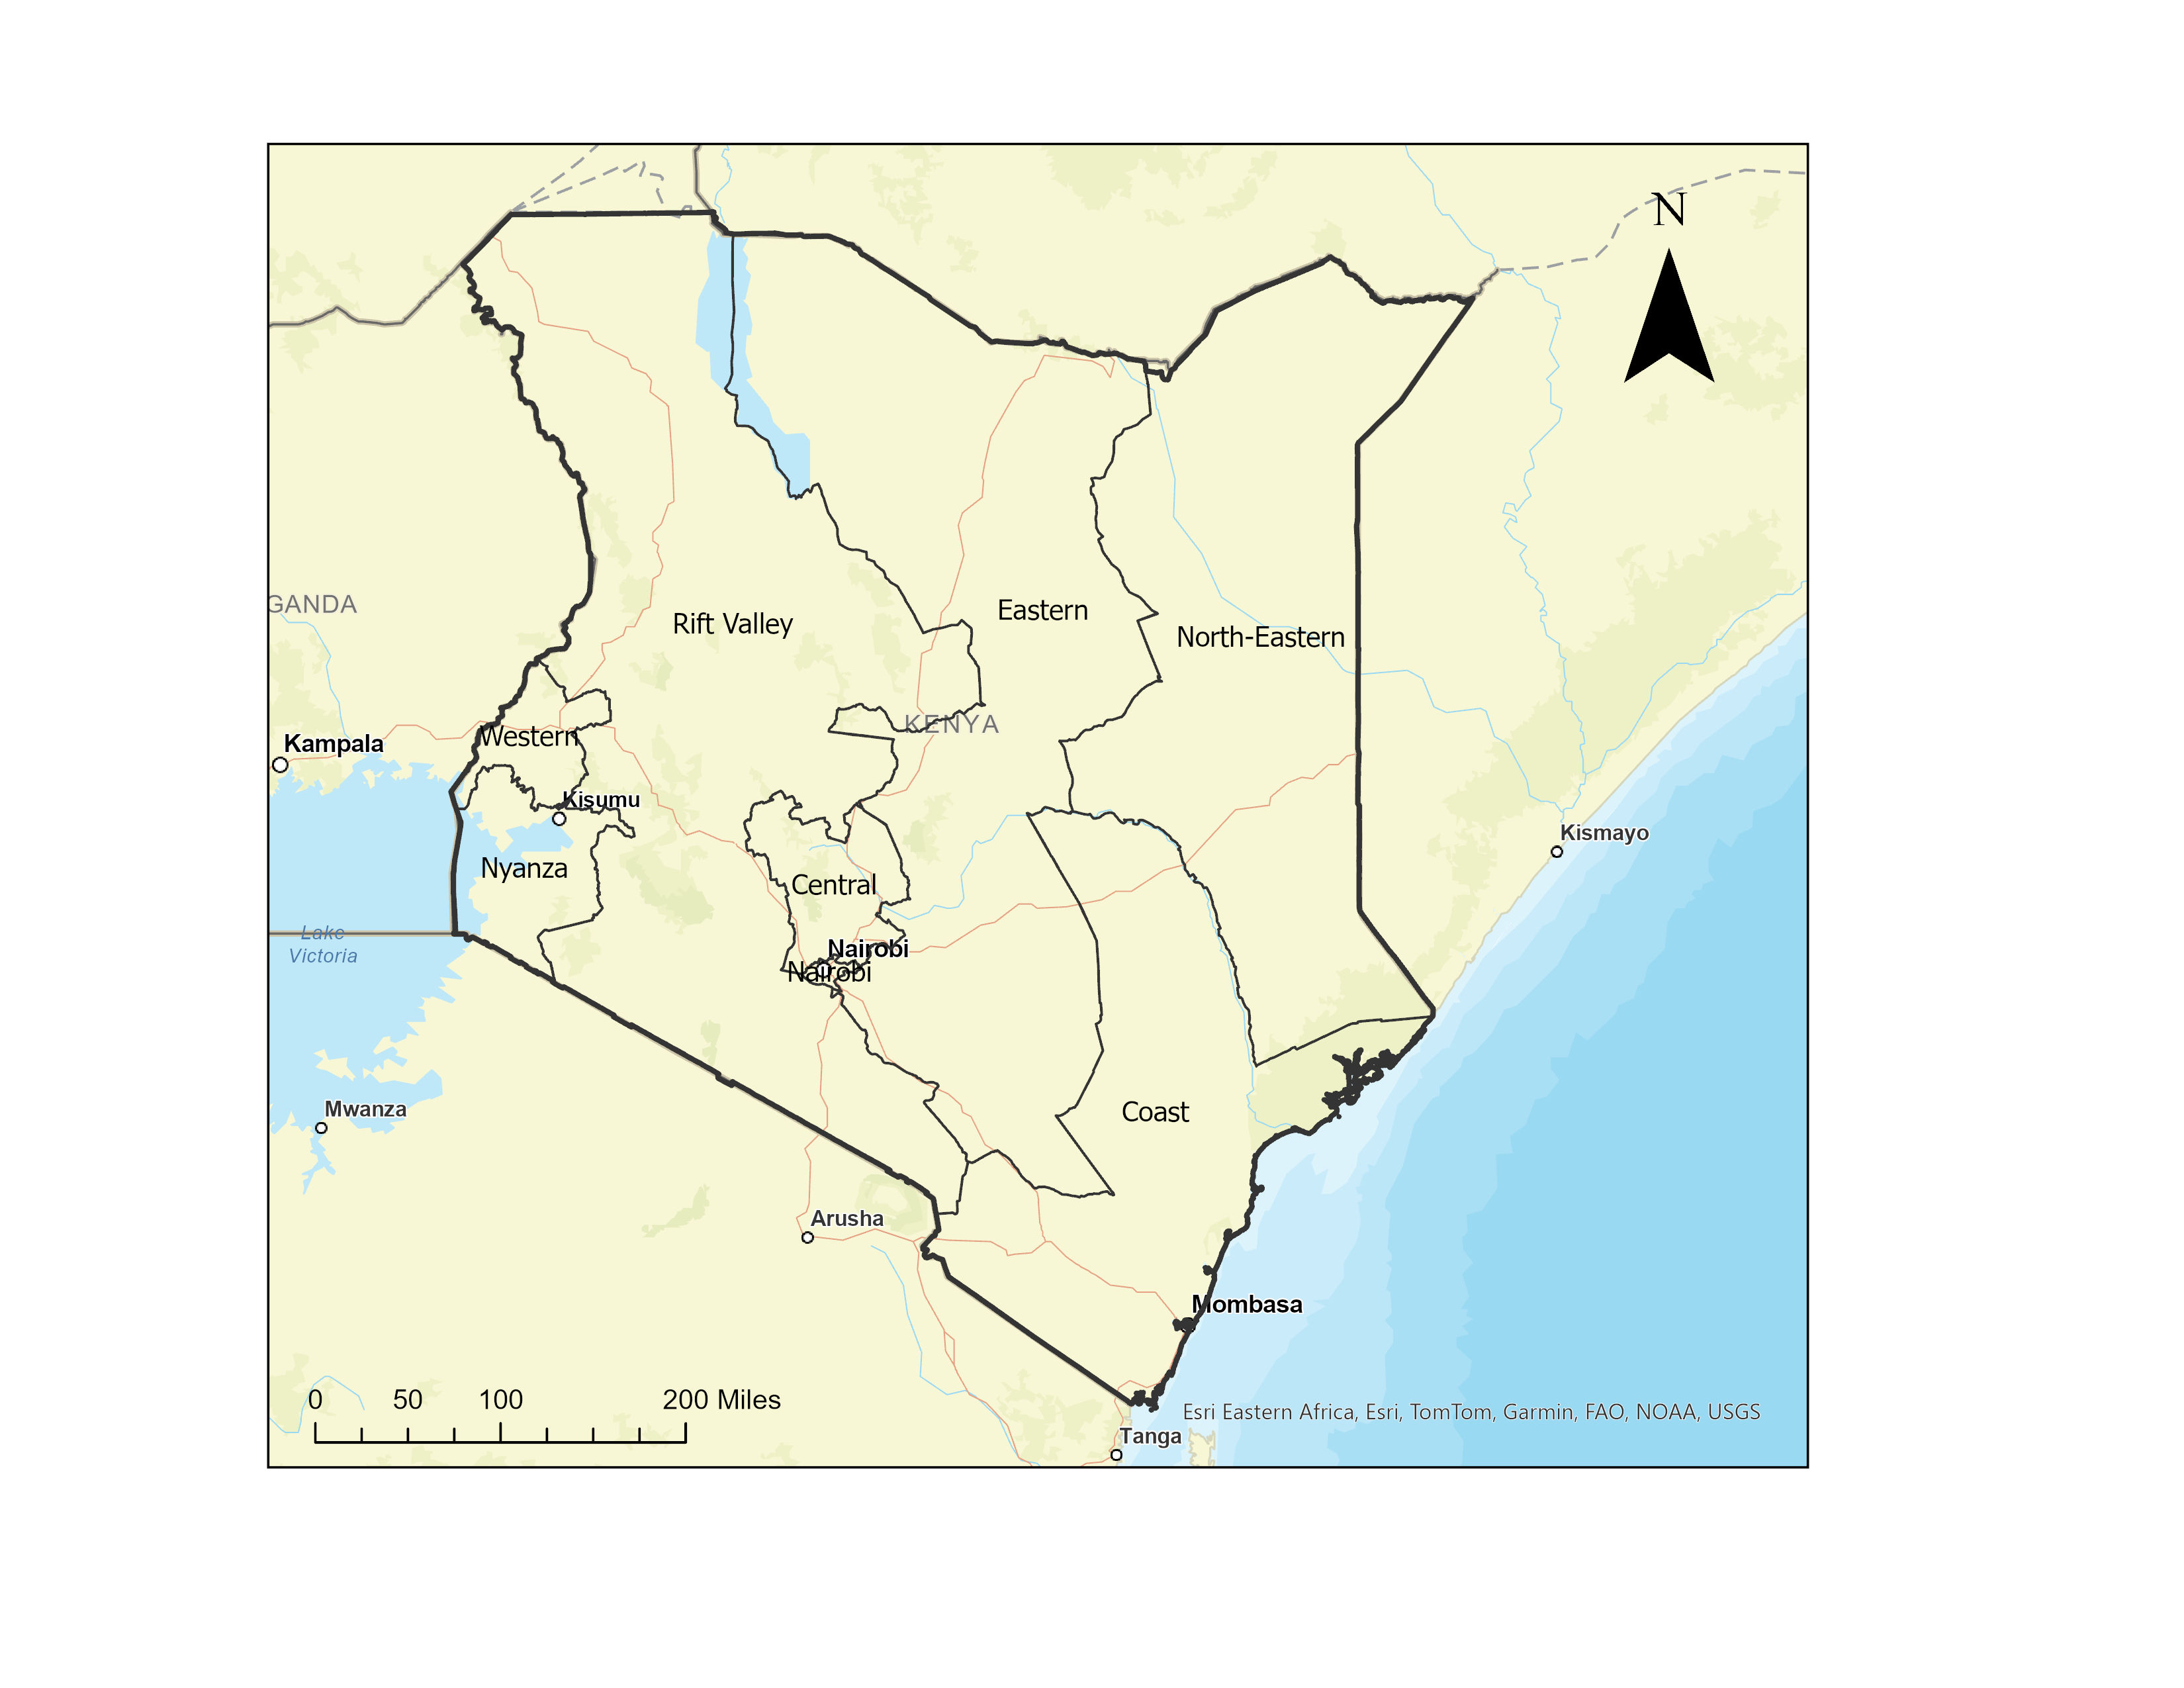 N
GANDA
Rift Valley
Eastern
North-Eastern
KENYA
Western
Kampala
Kisumu
Kismayo
Nyanza
Central
Lake
Victoria
Nairobi
Nairobi
Mwanza
Coast
Arusha
Mombasa
0 50 100 200 Miles
Esri Eastern Africa, Esri, TomTom, Garmin, FAO, NOAA, USGS
Tanga